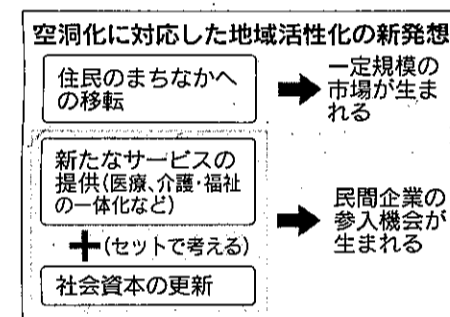 空洞化に対応した地域活性化の新発想
住民のまちなかへ
の移転
一定規模の
市場が生ま
れる
新たなサービスの
提供(医療、介護・福祉
の一体化など)
民間企業の
参入機会が
生まれる
(セットで考える)
社会資本の更新